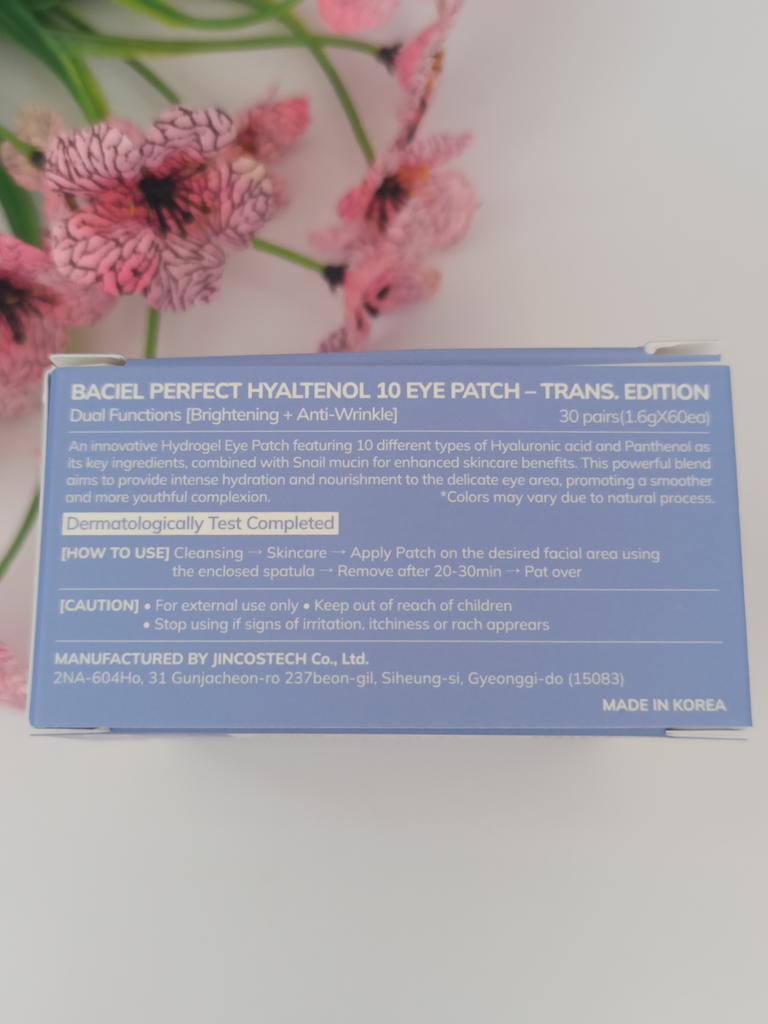 BACIEL PERFECT HYALTENOL 10 EYE PATCH – TRANS. EDITION
Dual Functions [Brightening + Anti-Wrinkle] 30 pairs(1.6gX60ea)
An innovative Hydrogel Eye Patch featuring 10 different types of Hyaluronic acid and Panthenol as
its key ingredients, combined with Snail mucin for enhanced skincare benefits. This powerful blend
aims to provide intense hydration and nourishment to the delicate eye area, promoting a smoother
and more youthful complexion. *Colors may vary due to natural process.
Dermatologically Test Completed
[HOW TO USE] Cleansing → Skincare → Apply Patch on the desired facial area using
the enclosed spatula → Remove after 20-30min → Pat over
[CAUTION] • For external use only • Keep out of reach of children
• Stop using if signs of irritation, itchiness or rach apprears
MANUFACTURED BY JINCOSTECH Co., Ltd.
2NA-604Ho, 31 Gunjacheon-ro 237beon-gil, Siheung-si, Gyeonggi-do (15083)
MADE IN KOREA